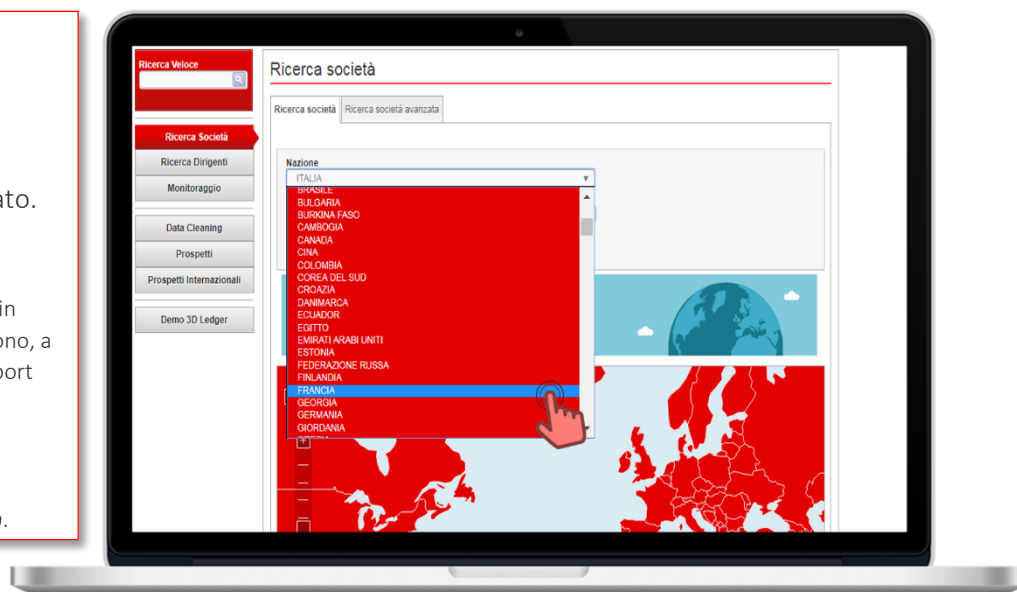 ato.
in
ono, a
port
.
Ricerca Veloce
Ricerca Società
Ricerca Dirigenti
Monitoraggio
Data Cleaning
Prospetti
Prospetti Internazionali
Demo 3D Ledger
Ricerca società
Ricerca società Ricerca società avanzata
Nazione
ITALIA
BRASILE
BULGARIA
BURKINA FASO
CAMBOGIA
CANADA
CINA
COLOMBIA
COREA DEL SUD
CROAZIA
DANIMARCA
ECUADOR
EGITTO
EMIRATI ARABI UNITI
ESTONIA
FEDERAZIONE RUSSA
FINLANDIA
FRANCIA
GEORGIA
GERMANIA
GIORDANIA